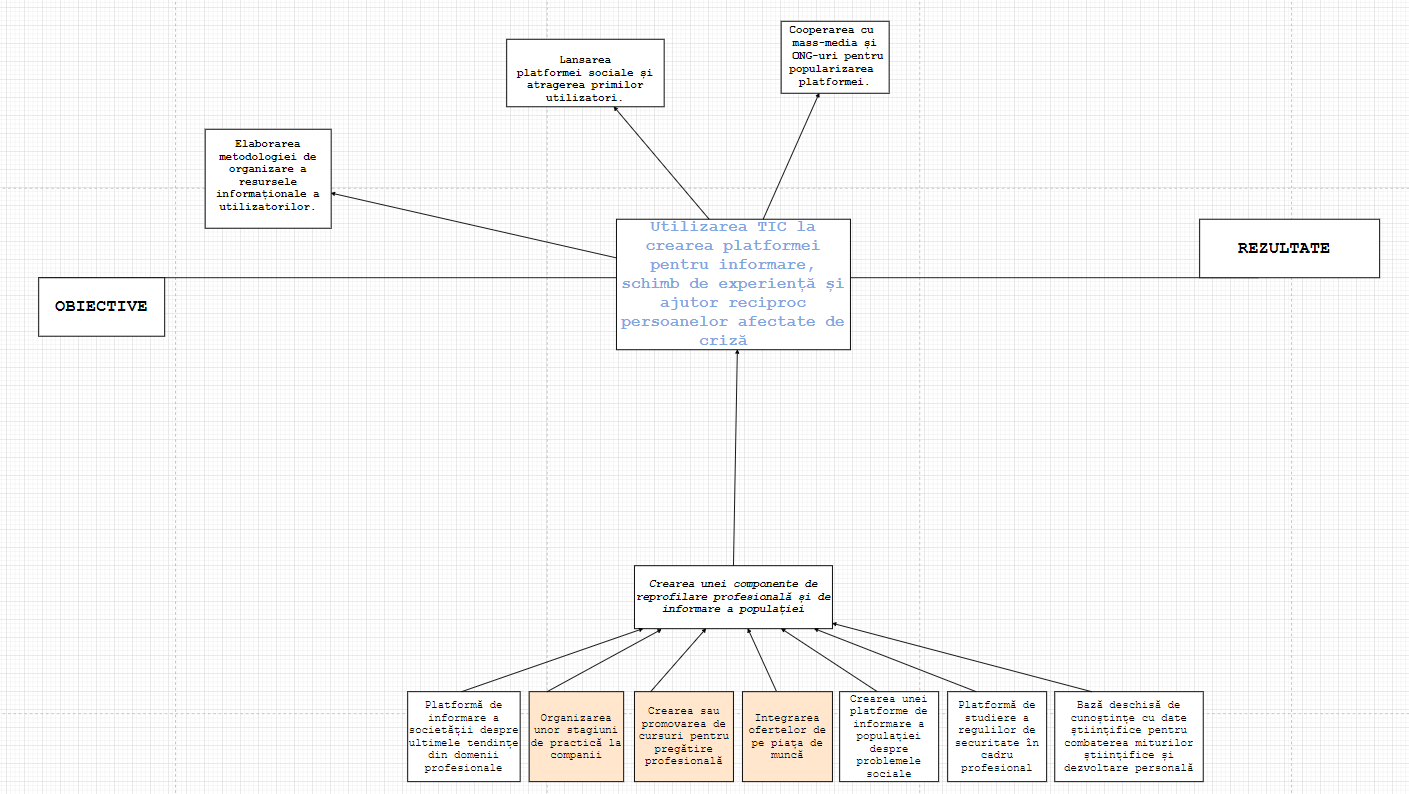 Cooperarea cu
mass-media și
ONG-uri pentru
popularizarea
platformei.
Lansarea
platformei sociale și
atragerea primilor
utilizatori.
Elaborarea
metodologiei de
organizare a
resursele
informaționale a
utilizatorilor.
Utilizarea TIC la
crearea platformei
pentru informare,
schimb de experiență și
ajutor reciproc
persoanelor afectate de
criză
REZULTATE
OBIECTIVE
Crearea unei componente de
reprofilare profesională și de
informare a populației
Platformă de
informare a
societății despre
ultimele tendințe
din domenii
profesionale
Organizarea
unor stagiuni
de practică la
companii
Crearea sau
promovarea de
cursuri pentru
pregătire
profesională
Integrarea
ofertelor de
pe piața de
muncă
Crearea unei
platforme de
informare a
populației
despre
problemele
sociale
Platformă de
studiere a
regulilor de
securitate în
cadru
profesional
Bază deschisă de
cunoștințe cu date
științifice pentru
combaterea miturilor
științifice și
dezvoltare personală